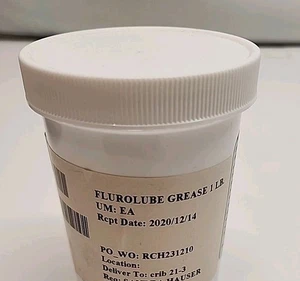 FLUROLUBE GREASE 1 LB
UM: EA
Rcpt Date: 2020/12/14
PO_WO: RCH231210
Location:
Deliver To: crib 21-3
HAUSER